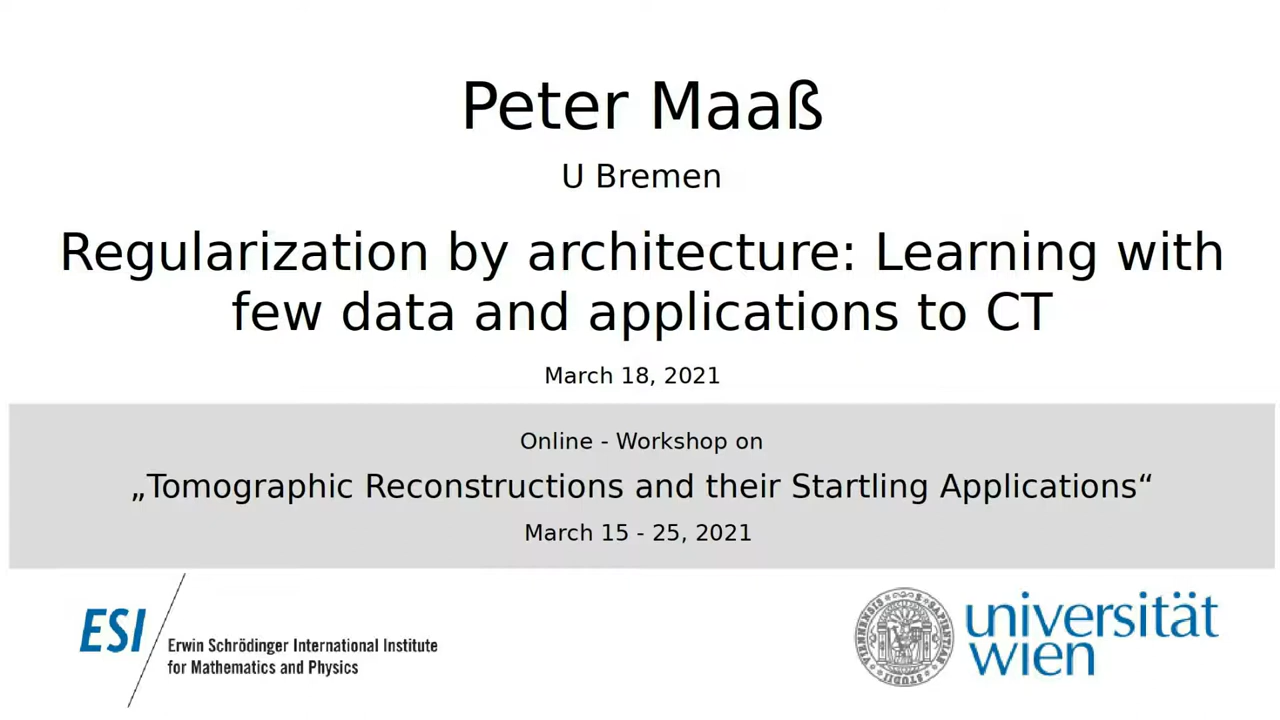 Peter Maaß
U Bremen
Regularization by architecture: Learning with
few data and applications to CT
March 18, 2021
Online - Workshop on
„Tomographic Reconstructions and their Startling Applications“
March 15 - 25, 2021
ESI
Erwin Schrödinger International Institute
for Mathematics and Physics
universität
wien